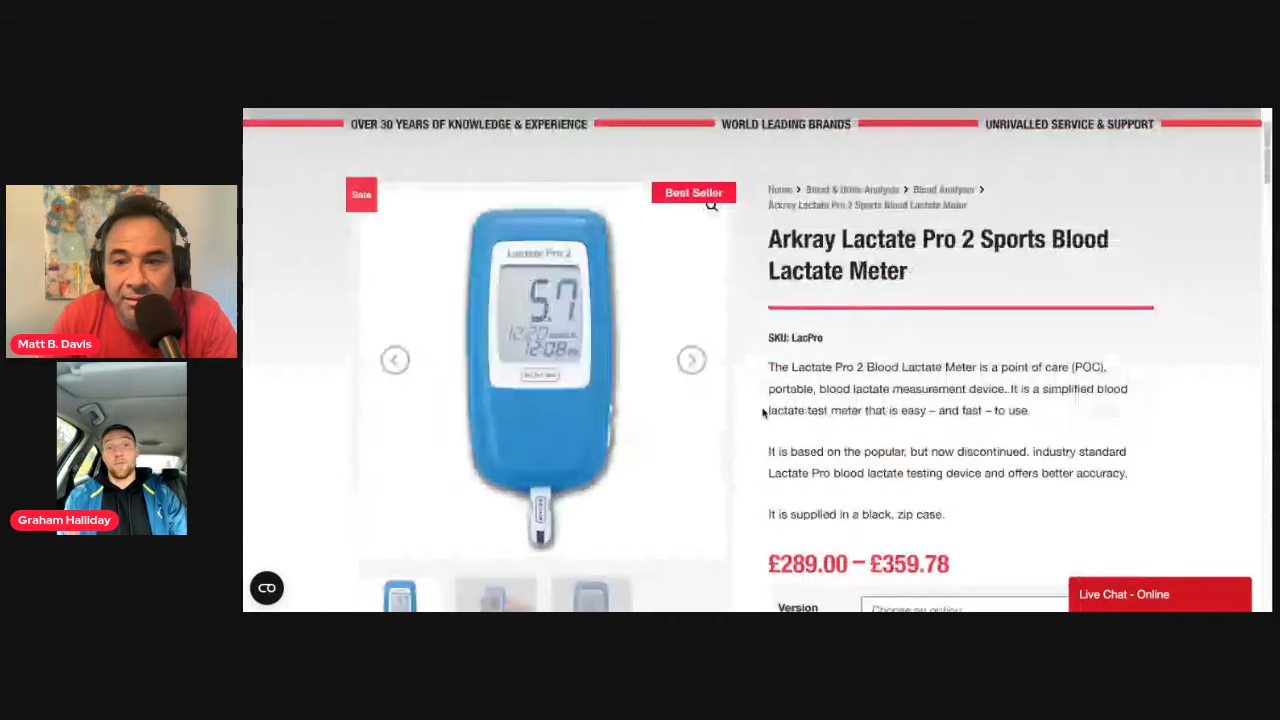 OVER 30 YEARS OF KNOWLEDGE & EXPERIENCE
WORLD LEADING BRANDS
UNRIVALLED SERVICE & SUPPORT
Sale
Best Seller
Home > Blood & Urine Analysis > Blood Analyser >
Arkray Lactate Pro 2 Sports Blood Lactate Meter
Arkray Lactate Pro 2 Sports Blood
Lactate Meter
SKU: LacPro
The Lactate Pro 2 Blood Lactate Meter is a point of care (POC),
portable, blood lactate measurement device. It is a simplified blood
lactate test meter that is easy – and fast – to use.
It is based on the popular, but now discontinued, industry standard
Lactate Pro blood lactate testing device and offers better accuracy.
It is supplied in a black, zip case.
£289.00 – £359.78
Version
Choose an option
Live Chat - Online
Lactate Pro 2
5.7
12:08
Matt B. Davis
Graham Halliday